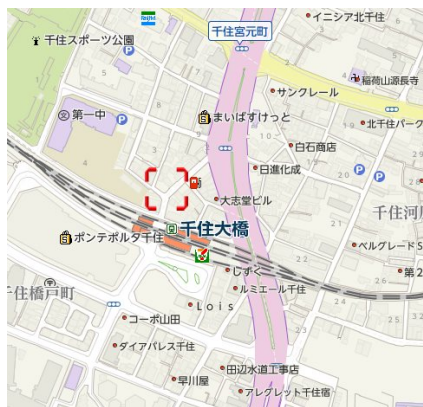 イニシア北千住
千住宮元町
千住スポーツ公園
稲荷山源長寺
サンクレール
第一中
まいばすけっと
北千住パーク
白石商店
日進化成
大志堂ビル
千住河原
千住大橋
ポンテポルタ千住
ベルグレードS
しずく
第2
千住橋戸町
ルミエール千住
Lois
コーポ山田
ダイアパレス千住
田辺水道工事店
早川屋
アレグレット千住宿